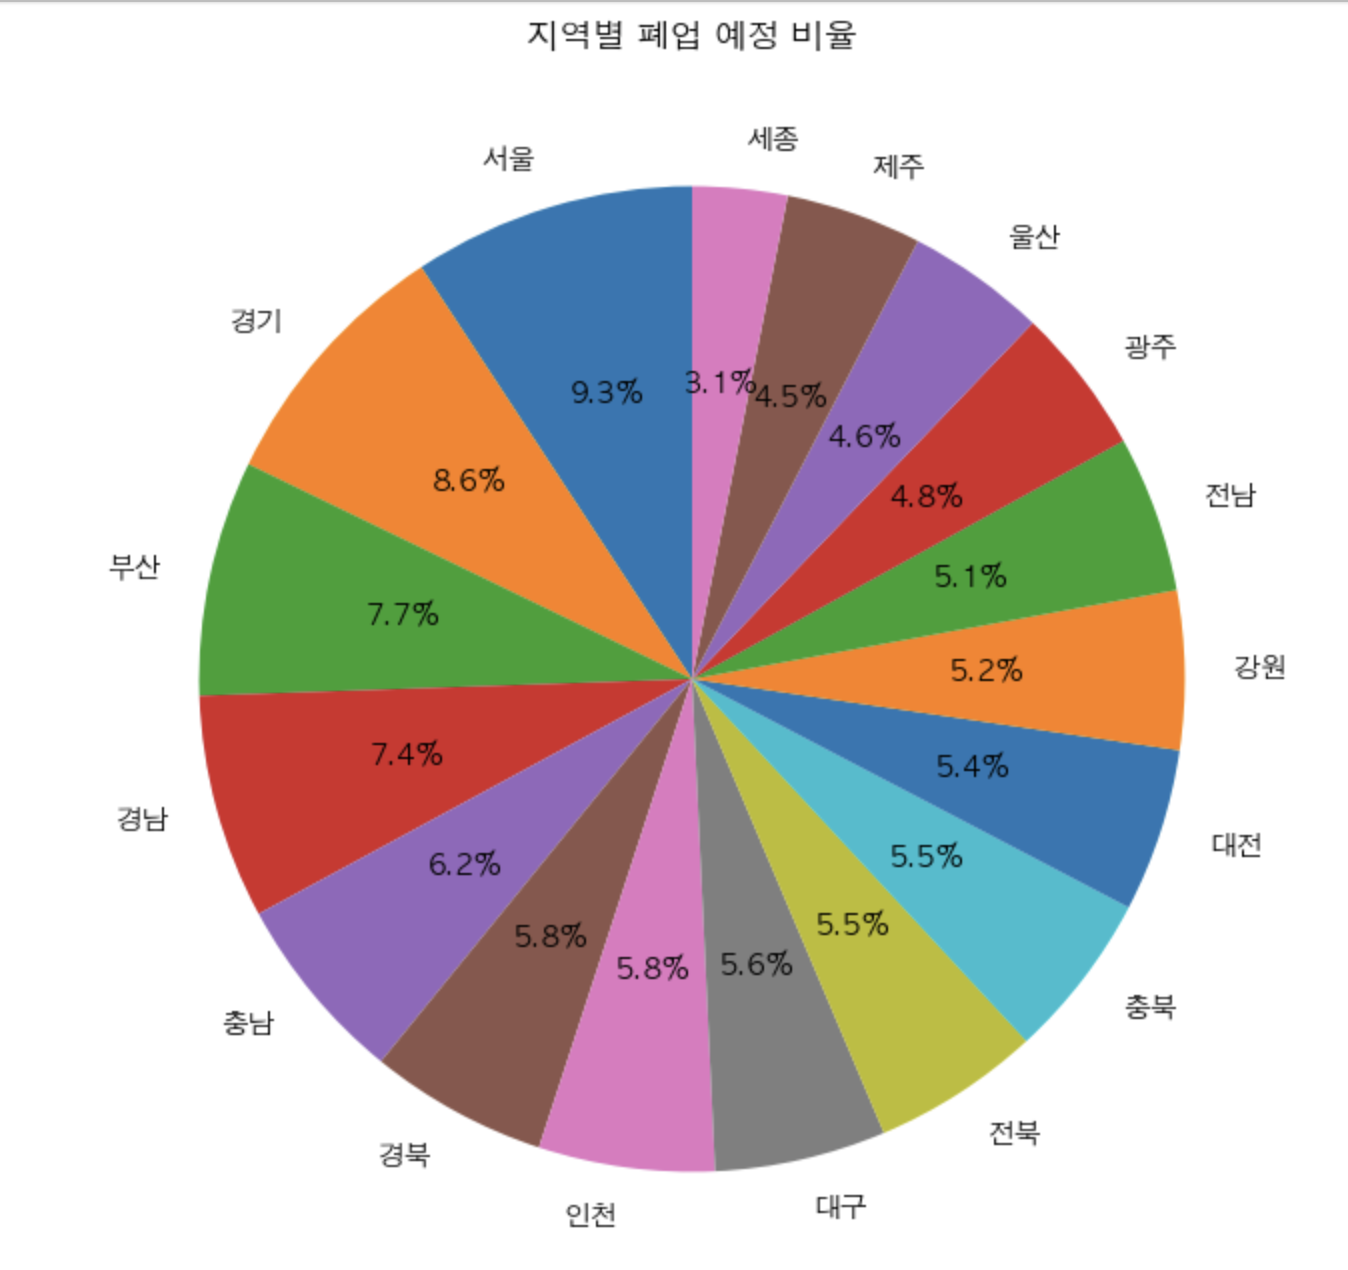 지역별 폐업 예정 비율
서울
9.3%
경기
8.6%
부산
7.7%
경남
7.4%
충남
6.2%
경북
5.8%
인천
5.8%
대구
5.6%
전북
5.5%
충북
5.5%
대전
5.4%
강원
5.2%
전남
5.1%
광주
4.8%
울산
4.6%
제주
4.5%
세종
3.1%